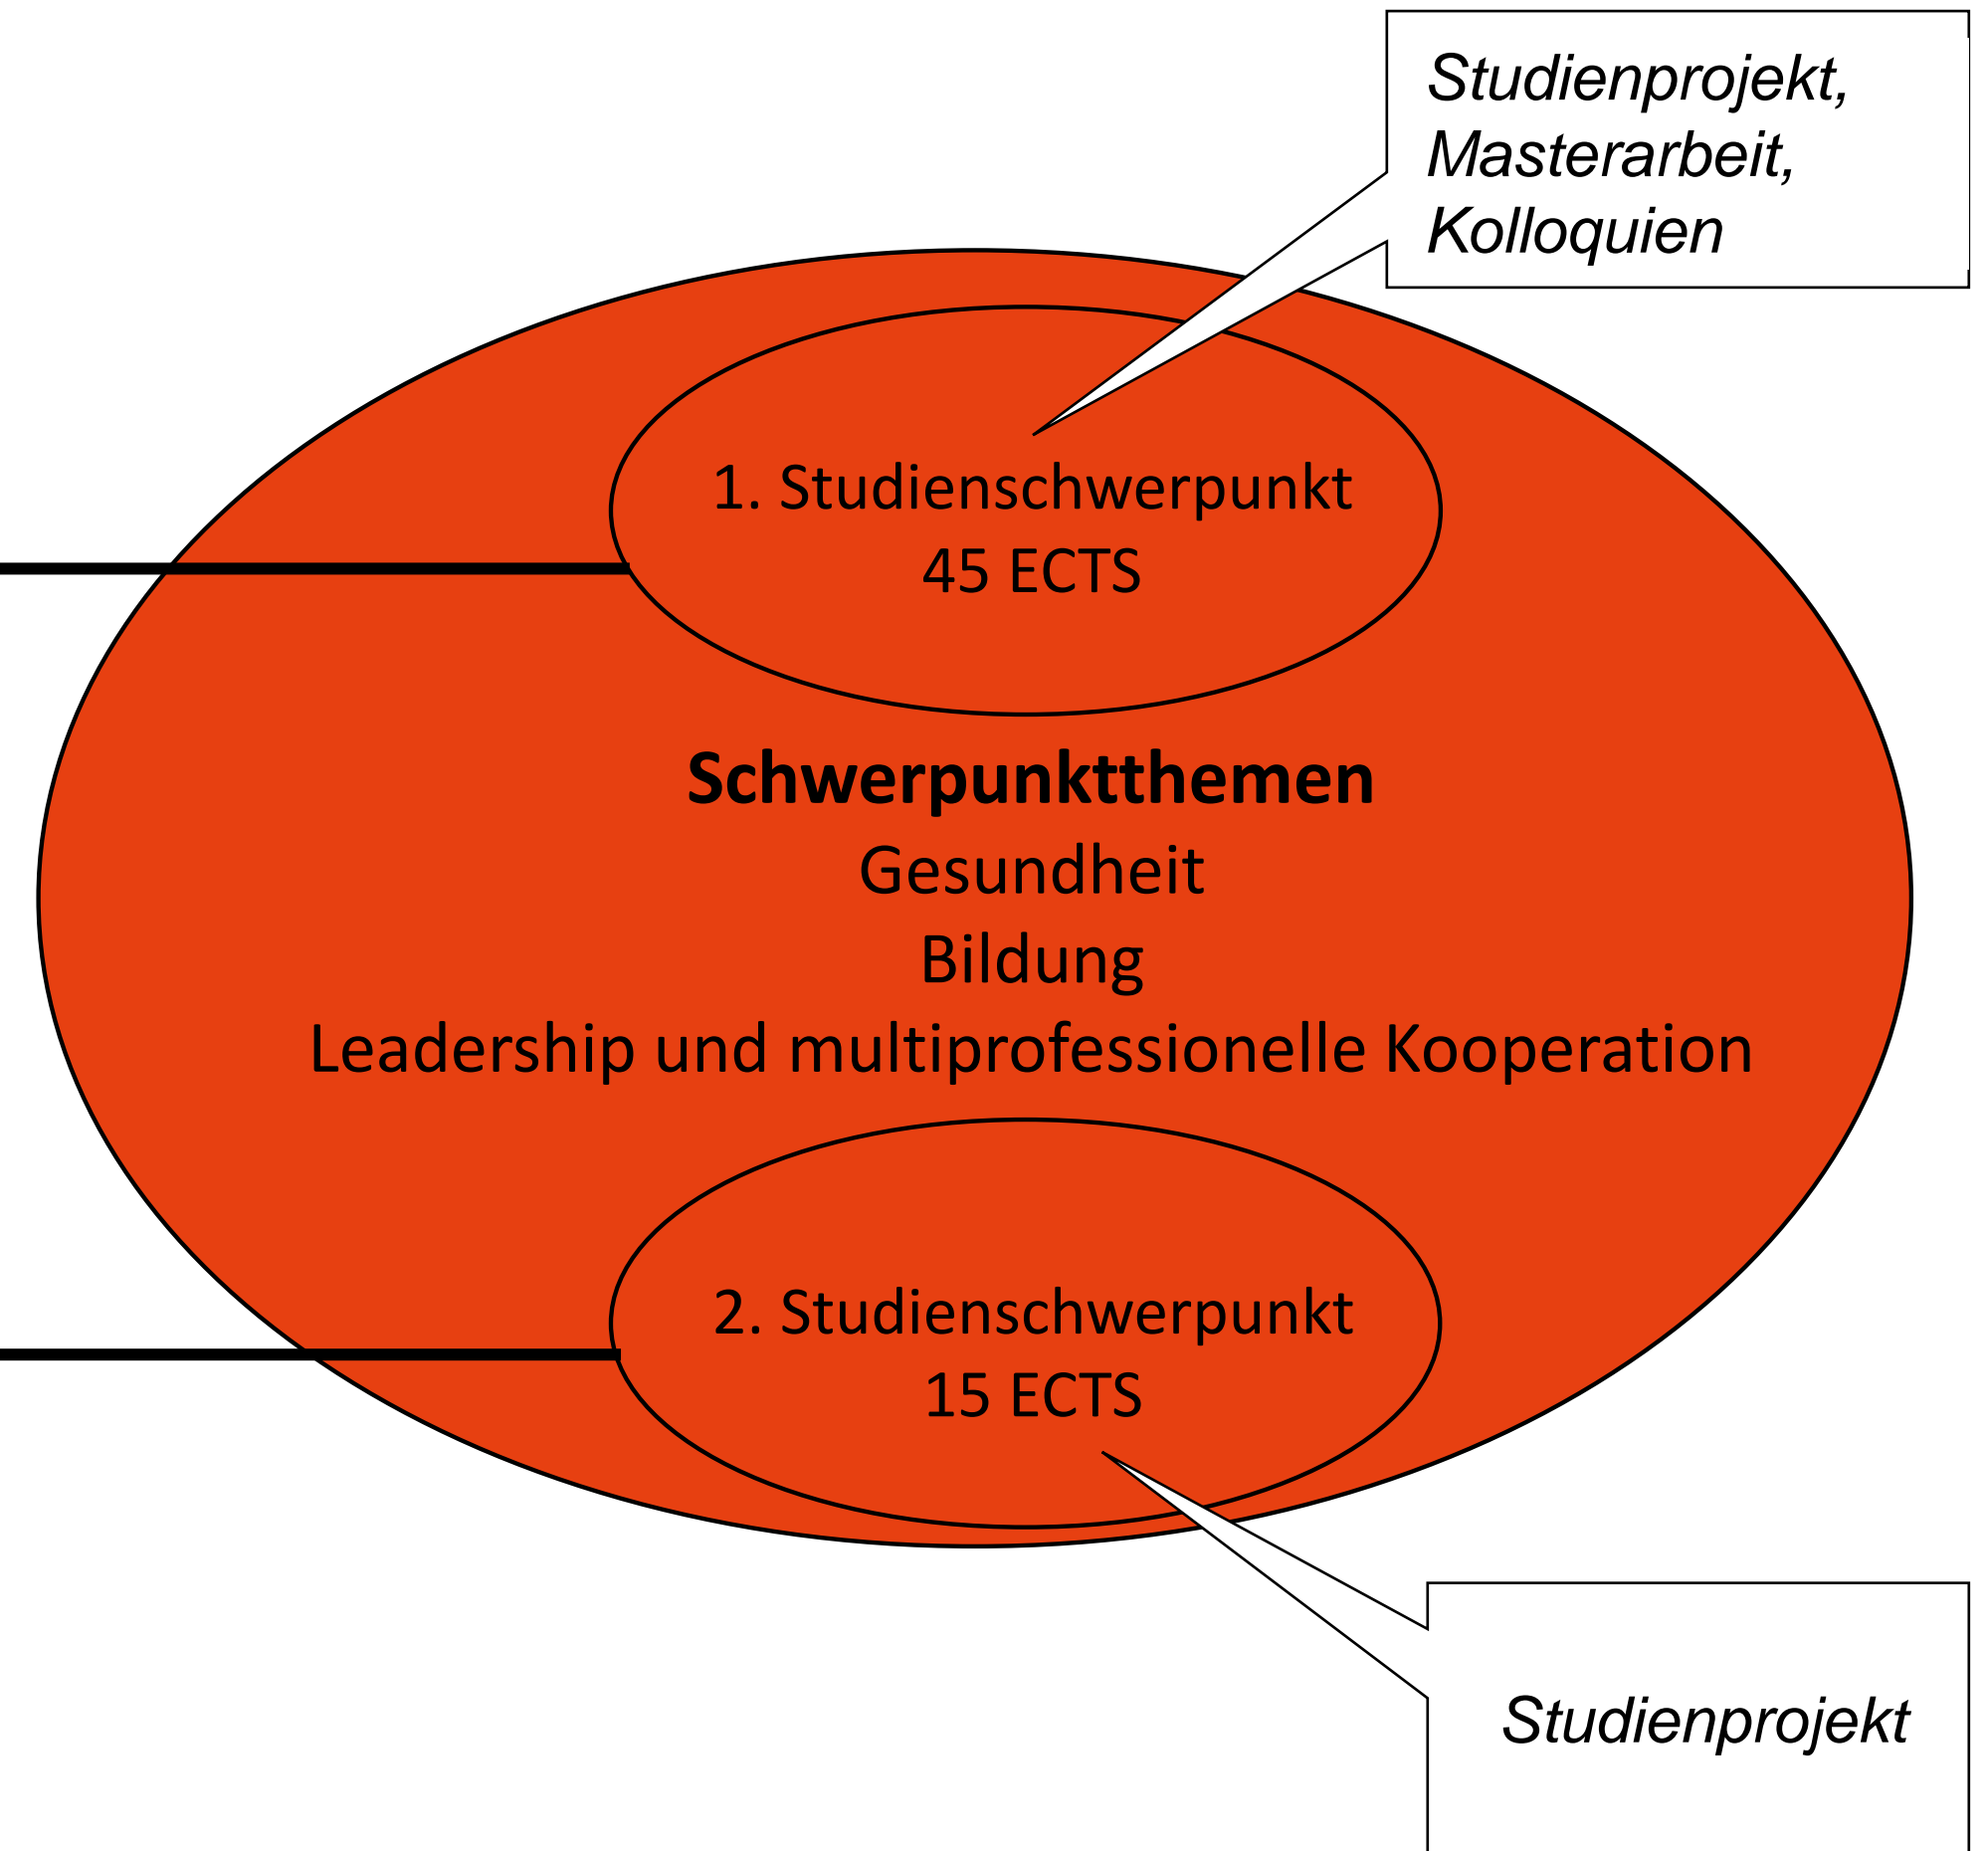 Studienprojekt,
Masterarbeit,
Kolloquien
1. Studienschwerpunkt
45 ECTS
Schwerpunktthemen
Gesundheit
Bildung
Leadership und multiprofessionelle Kooperation
2. Studienschwerpunkt
15 ECTS
Studienprojekt